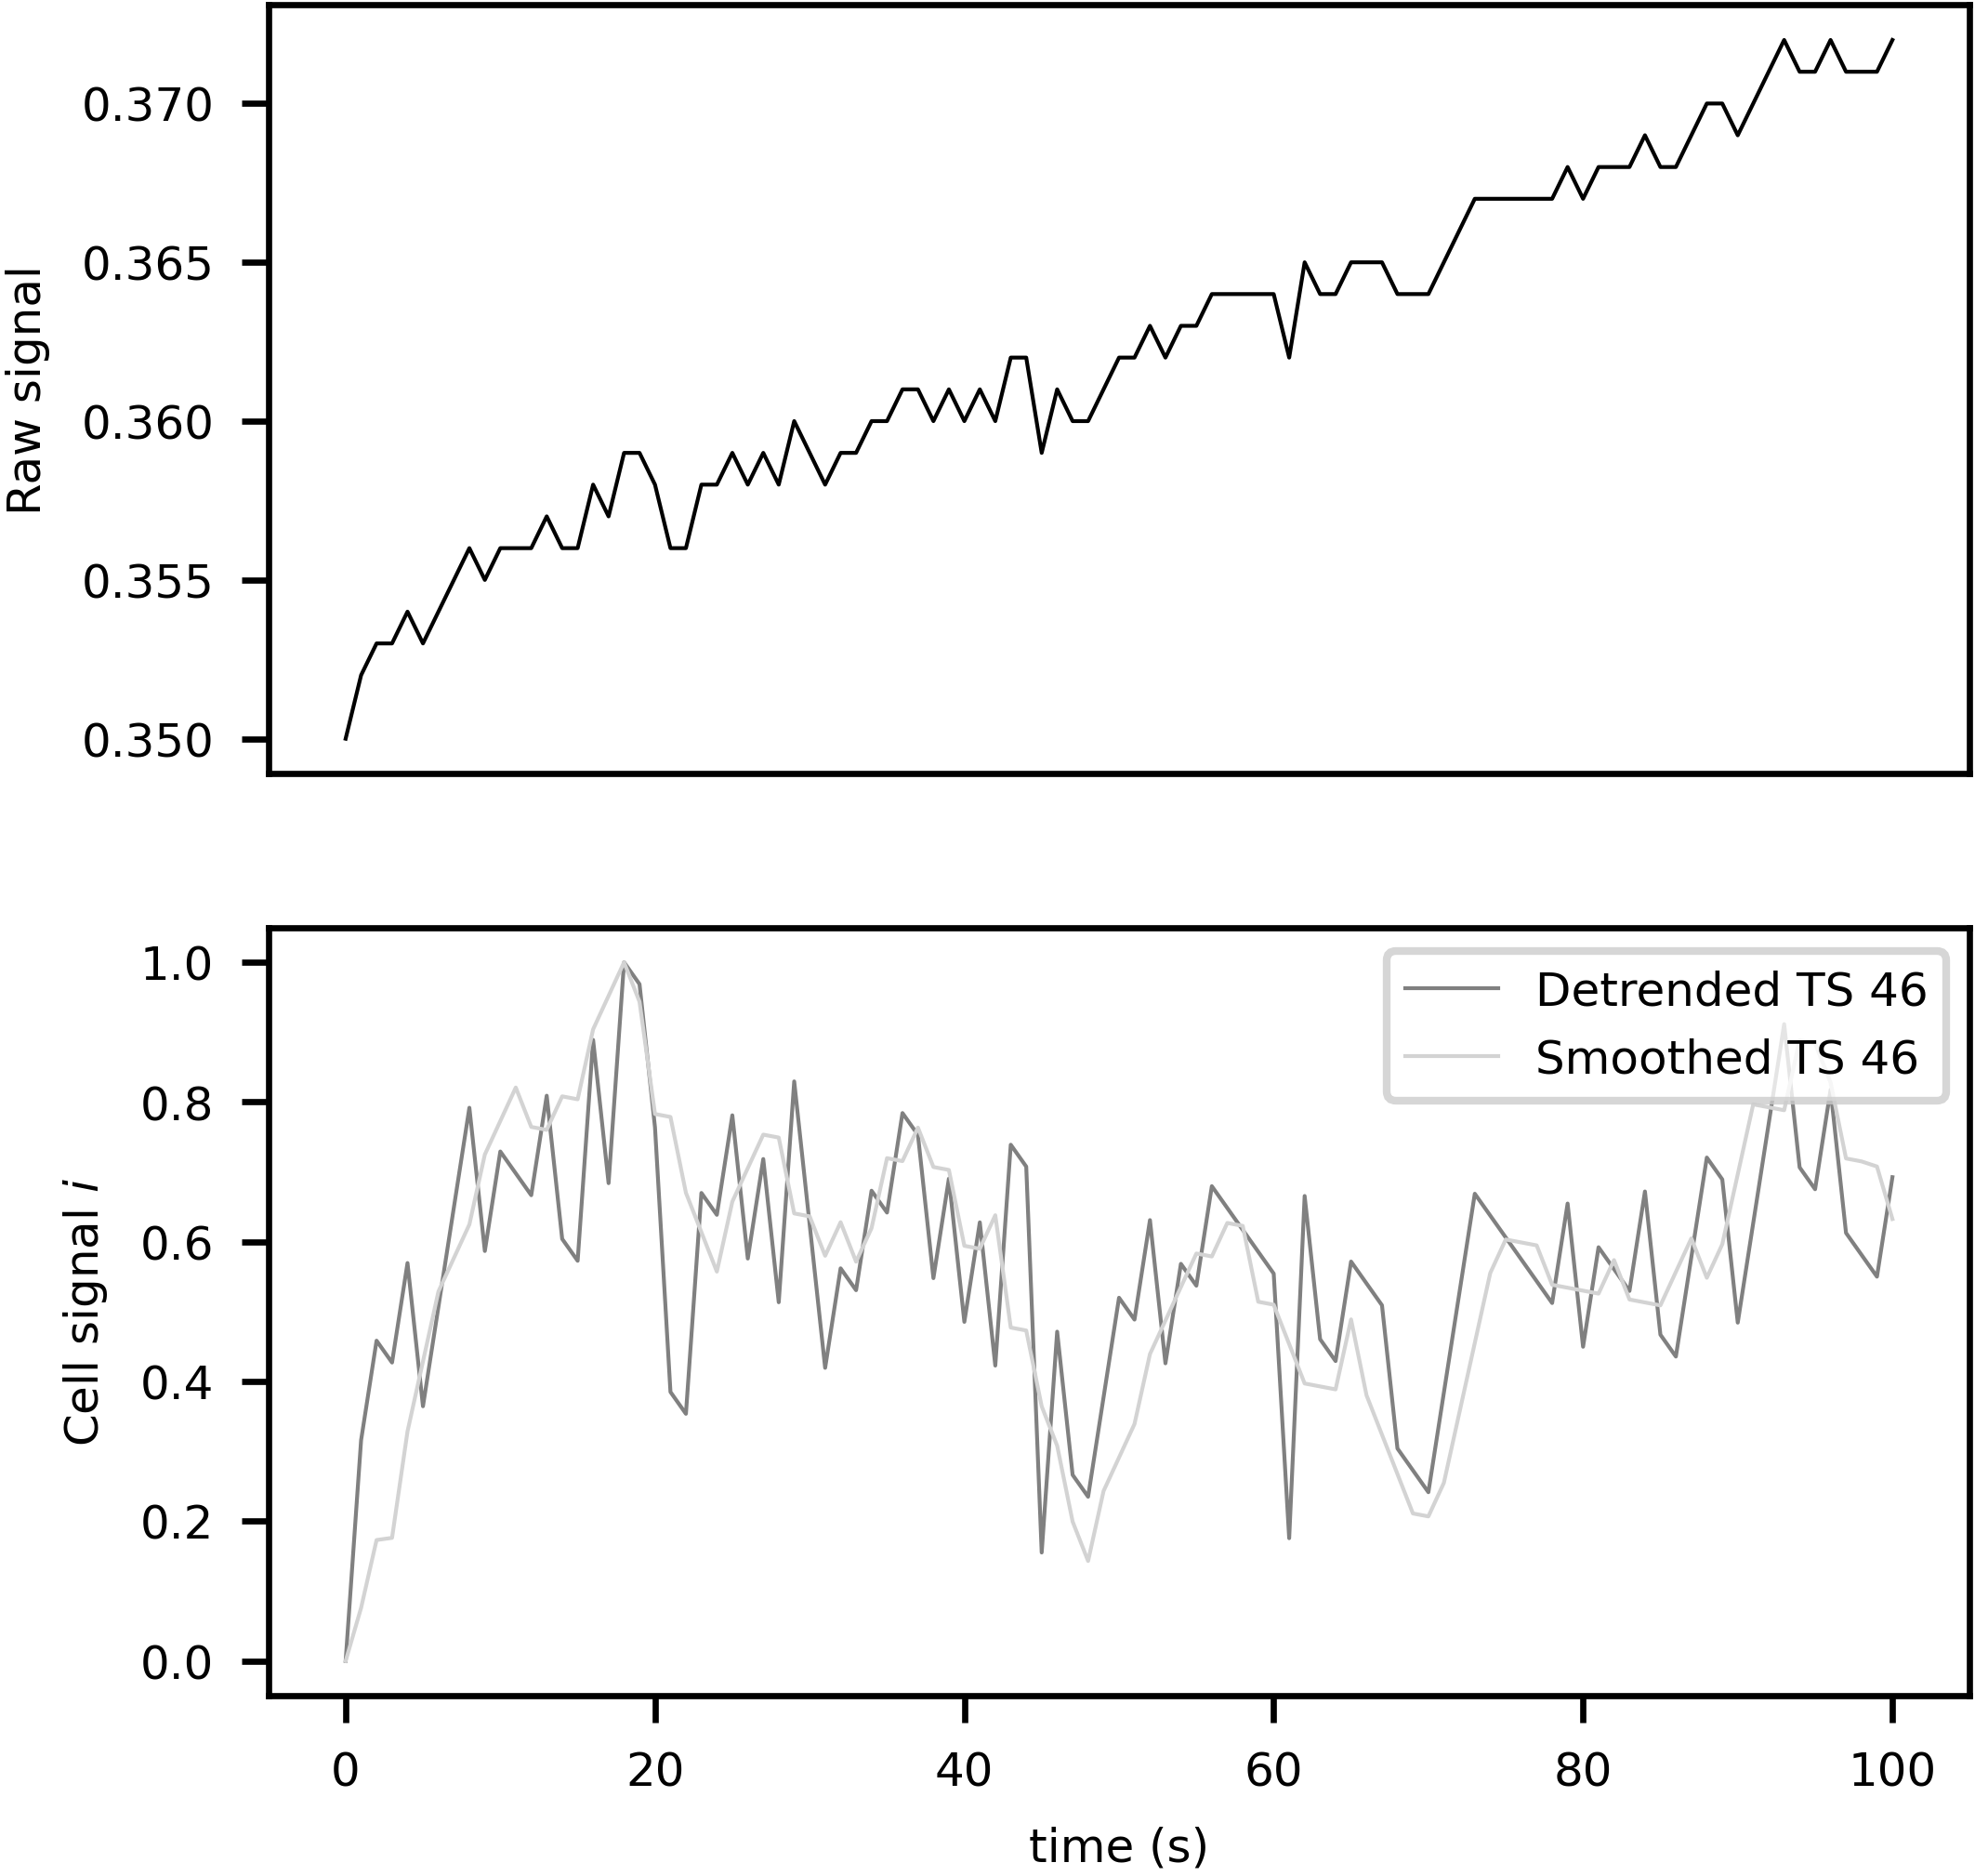 Raw signal
0.370
0.365
0.360
0.355
0.350
Cell signal i
1.0
0.8
0.6
0.4
0.2
0.0
Detrended TS 46
Smoothed TS 46
0 20 40 60 80 100
time (s)